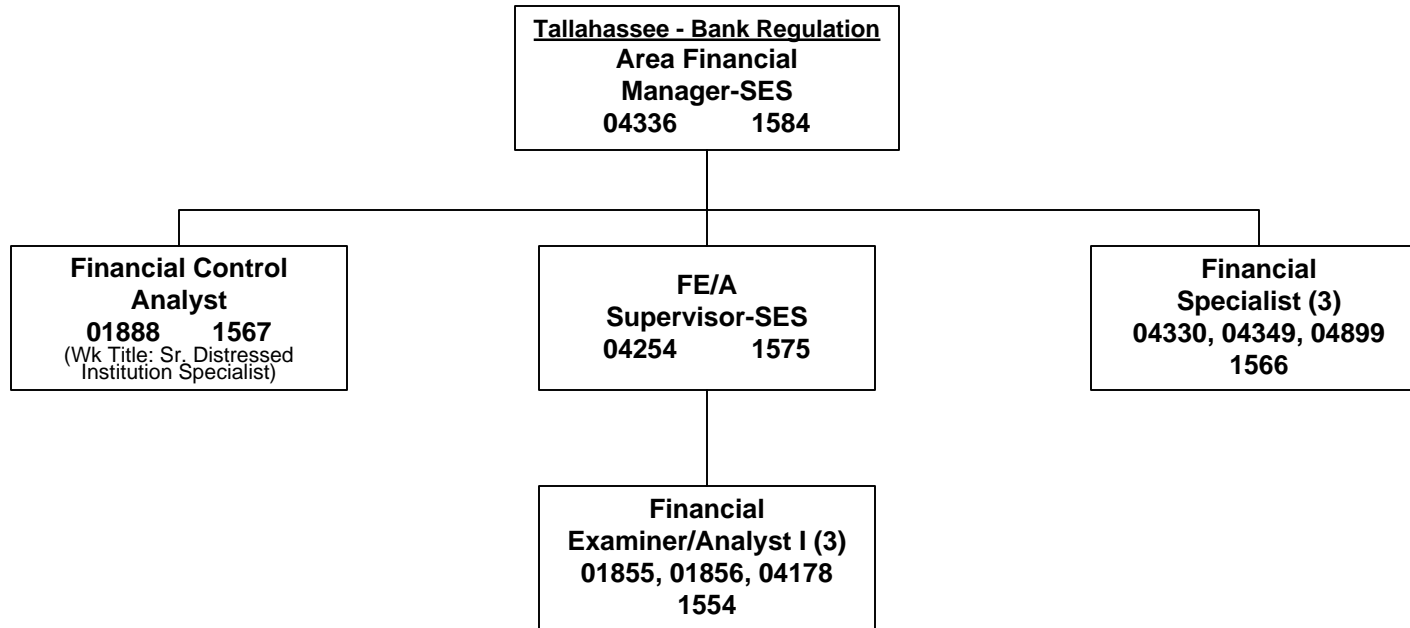 Tallahassee - Bank Regulation
Area Financial
Manager-SES
04336 1584
Financial Control
Analyst
01888 1567
(Wk Title: Sr. Distressed
Institution Specialist)
FE/A
Supervisor-SES
04254 1575
Financial
Specialist (3)
04330, 04349, 04899
1566
Financial
Examiner/Analyst I (3)
01855, 01856, 04178
1554